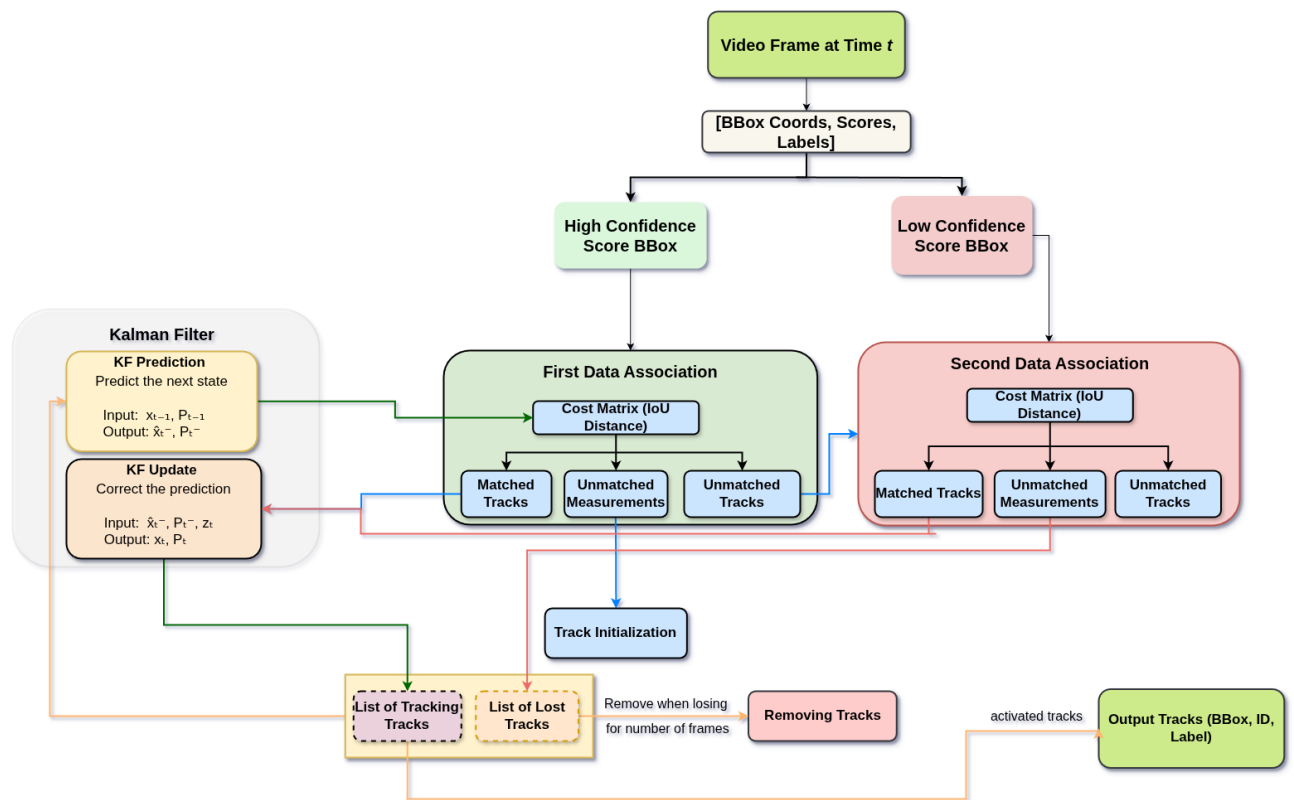 Video Frame at Time t
[BBox Coords, Scores,
Labels]
High Confidence
Score BBox
Low Confidence
Score BBox
Kalman Filter
KF Prediction
Predict the next state
Input: xₜ₋₁, Pₜ₋₁
Output: x̂ₜ⁻, Pₜ⁻
KF Update
Correct the prediction
Input: x̂ₜ⁻, Pₜ⁻, zₜ
Output: xₜ, Pₜ
First Data Association
Cost Matrix (IoU
Distance)
Matched
Tracks
Unmatched
Measurements
Unmatched
Tracks
Second Data Association
Cost Matrix (IoU
Distance)
Matched Tracks
Unmatched
Measurements
Unmatched
Tracks
Track Initialization
List of Tracking
Tracks
List of Lost
Tracks
Remove when losing
for number of frames
Removing Tracks
activated tracks
Output Tracks (BBox, ID,
Label)